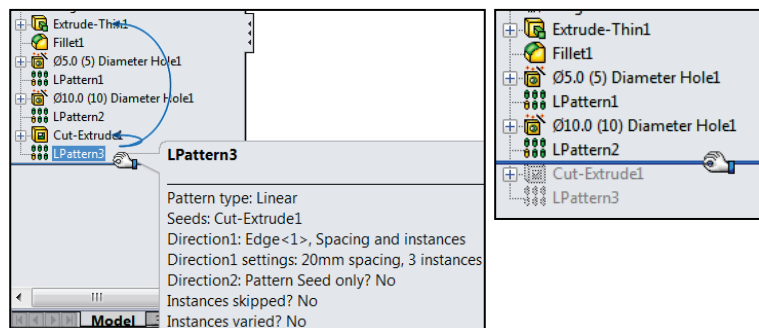 Extrude-Thin1
Fillet1
Ø5.0 (5) Diameter Hole1
LPattern1
Ø10.0 (10) Diameter Hole1
LPattern2
Cut-Extrude1
LPattern3
LPattern3
Pattern type: Linear
Seeds: Cut-Extrude1
Direction1: Edge<1>, Spacing and instances
Direction1 settings: 20mm spacing, 3 instances
Direction2: Pattern Seed only? No
Instances skipped? No
Instances varied? No
Model
Extrude-Thin1
Fillet1
Ø5.0 (5) Diameter Hole1
LPattern1
Ø10.0 (10) Diameter Hole1
LPattern2
Cut-Extrude1
LPattern3